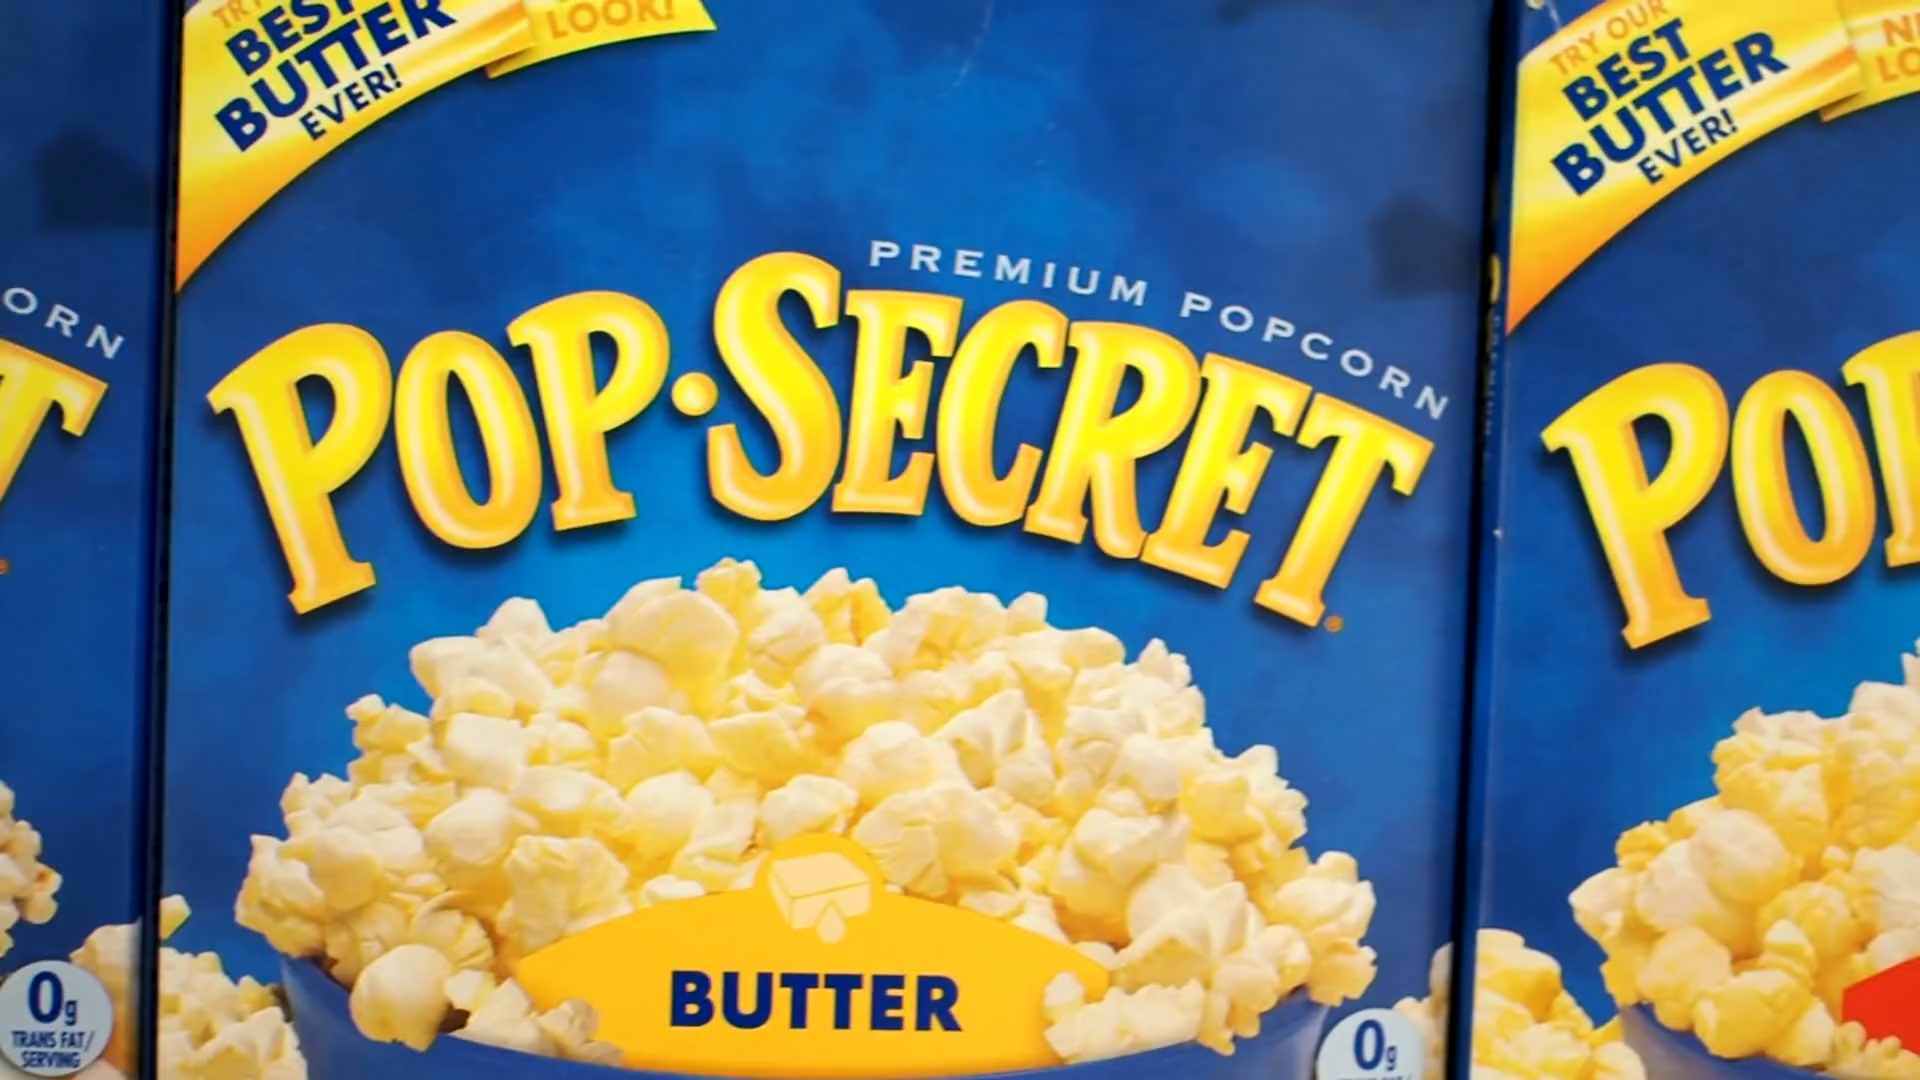 BEST
BUTTER
EVER!
LOOK!
PREMIUM POPCORN
POP·SECRET
BUTTER
0g
ORN
T
0g
TRANS FAT/
SERVING
TRY OUR
BEST
BUTTER
EVER!
POP